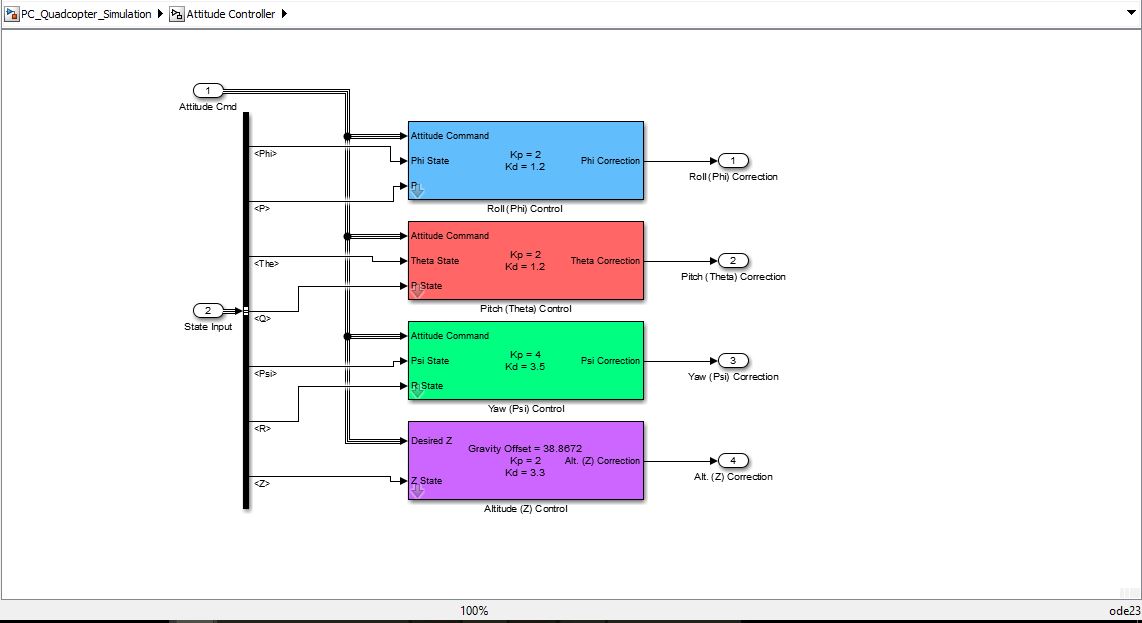 PC_Quadcopter_Simulation Attitude Controller
1
Attitude Cmd
<Phi>
<P>
<The>
2
State Input
<Q>
<Psi>
<R>
<Z>
Attitude Command
Phi State
P
Kp = 2
Kd = 1.2
Phi Correction
Roll (Phi) Control
1
Roll (Phi) Correction
Attitude Command
Theta State
State
Kp = 2
Kd = 1.2
Theta Correction
Pitch (Theta) Control
2
Pitch (Theta) Correction
Attitude Command
Psi State
R State
Kp = 4
Kd = 3.5
Psi Correction
Yaw (Psi) Control
3
Yaw (Psi) Correction
Desired Z
Z State
Gravity Offset = 38.8672
Kp = 2
Kd = 3.3
Alt. (Z) Correction
Altitude (Z) Control
4
Alt. (Z) Correction
100%
ode23